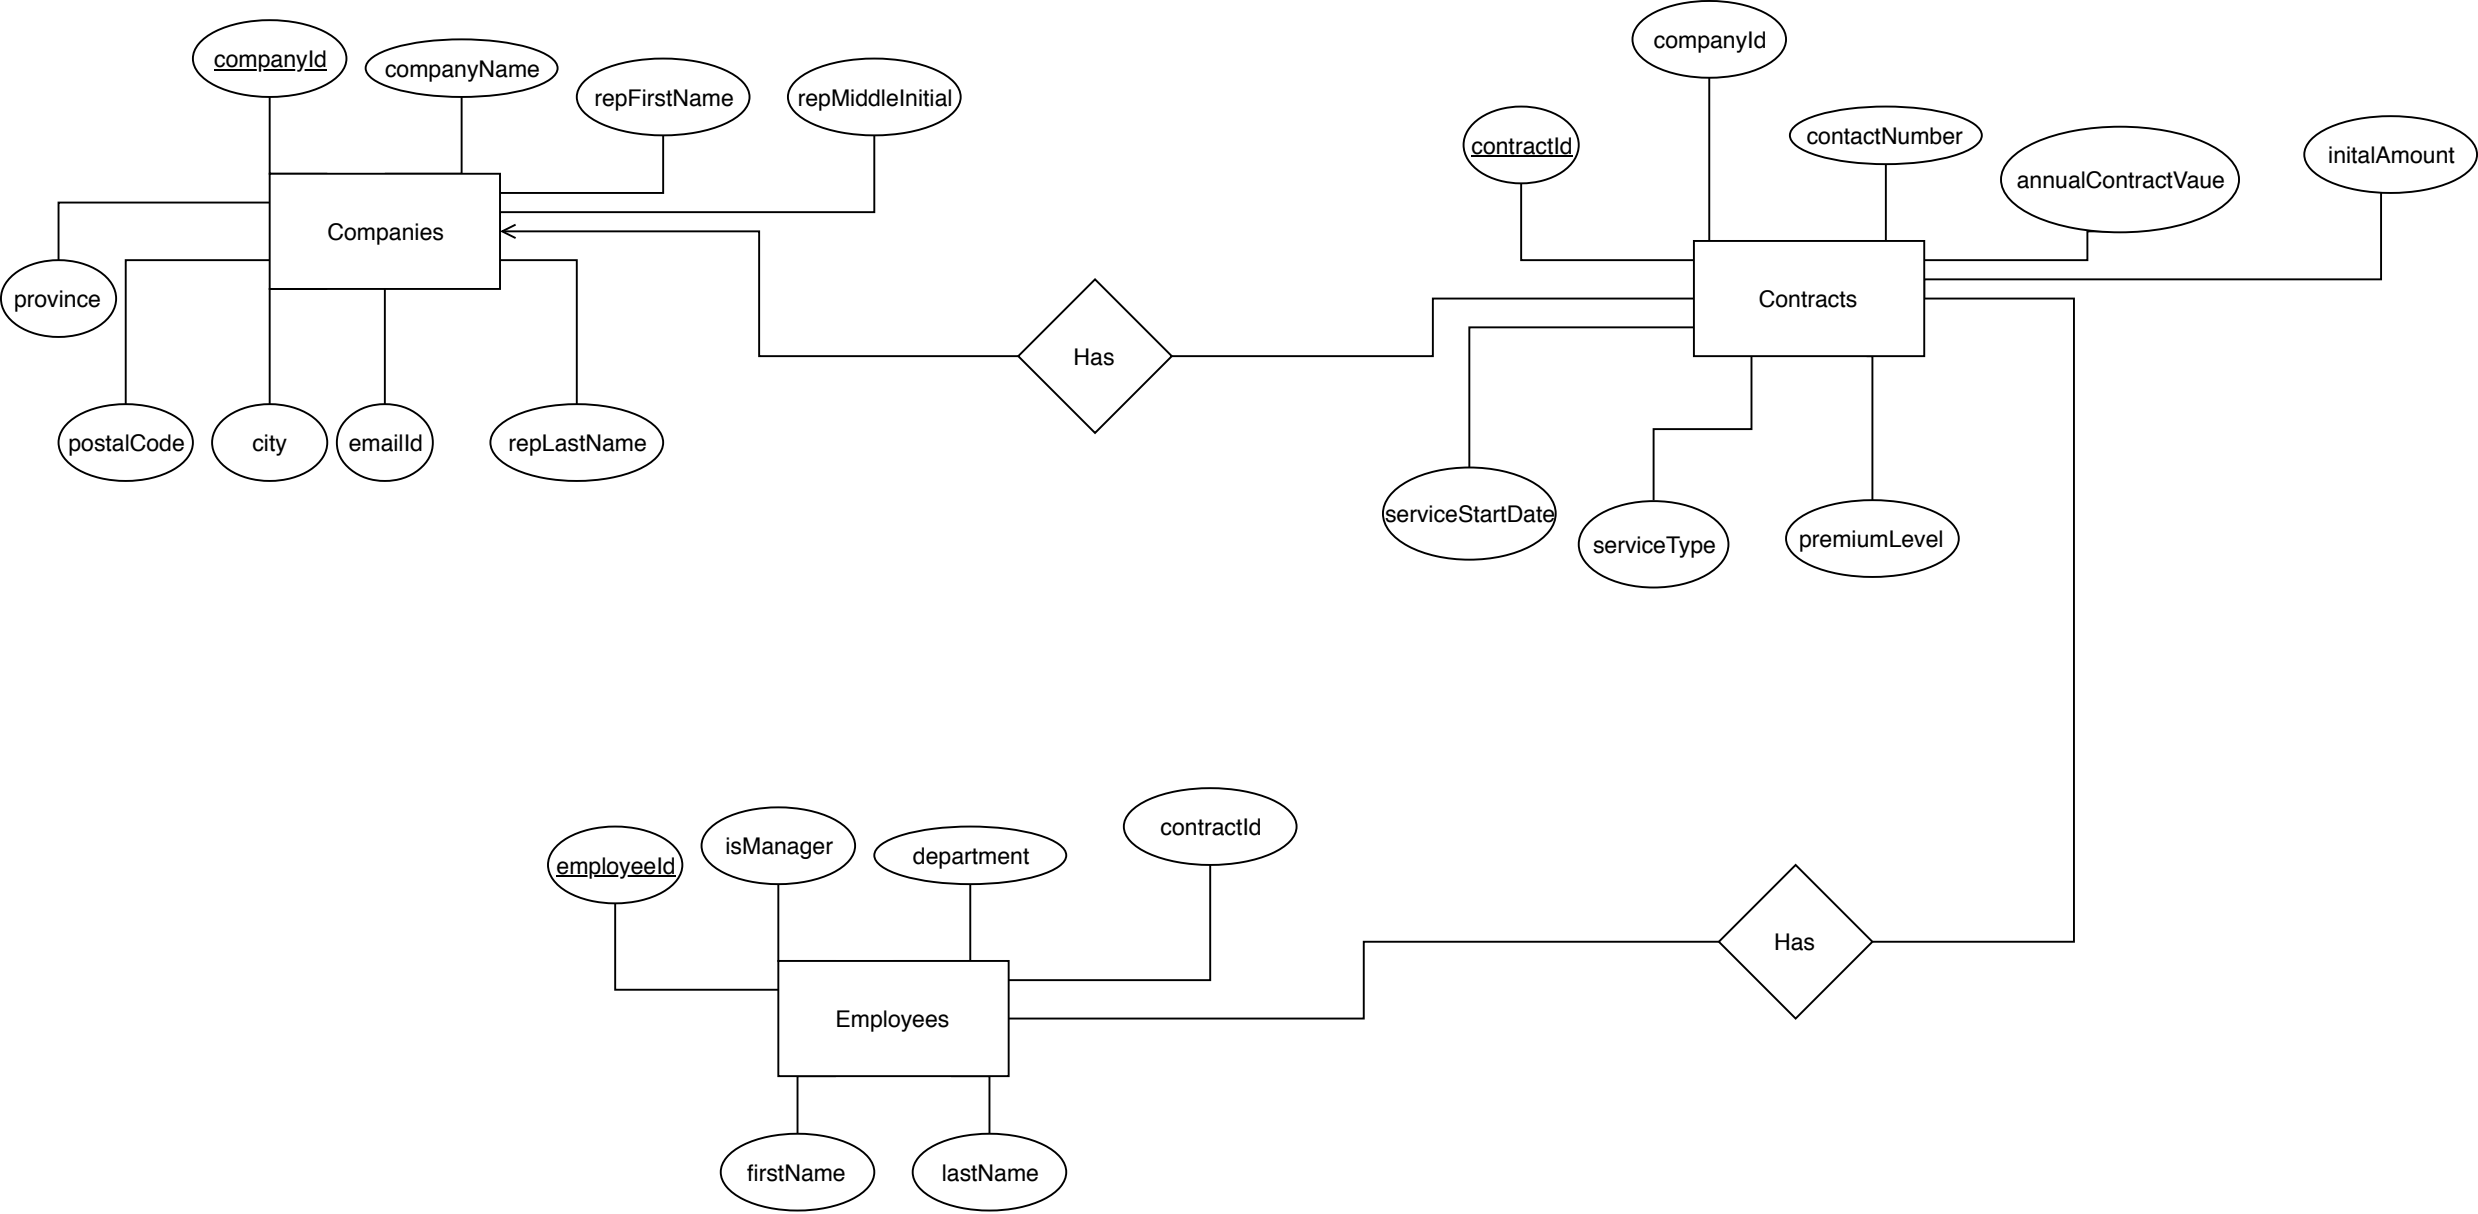 companyId
companyName
repFirstName
repMiddleInitial
Companies
province
postalCode
city
emailId
repLastName
Has
companyId
contractId
contactNumber
annualContractVaue
initalAmount
Contracts
serviceStartDate
serviceType
premiumLevel
employeeId
isManager
department
contractId
Employees
Has
firstName
lastName